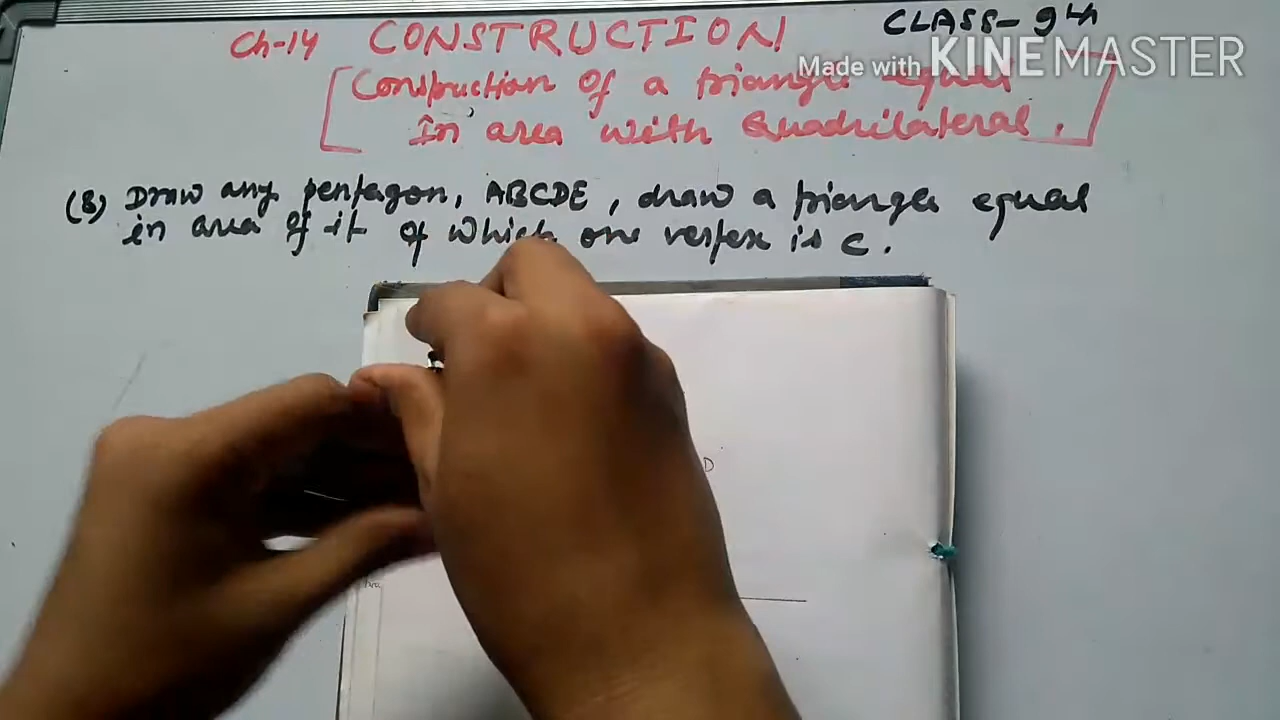 Ch-14 CONSTRUCTION CLASS-9th
Made with KINEMASTER
[Construction of a triangle equal
In area with Quadrilateral.]
(B) Draw any pentagon, ABCDE, draw a triangle equal
in area of it of which one vertex is C.
D